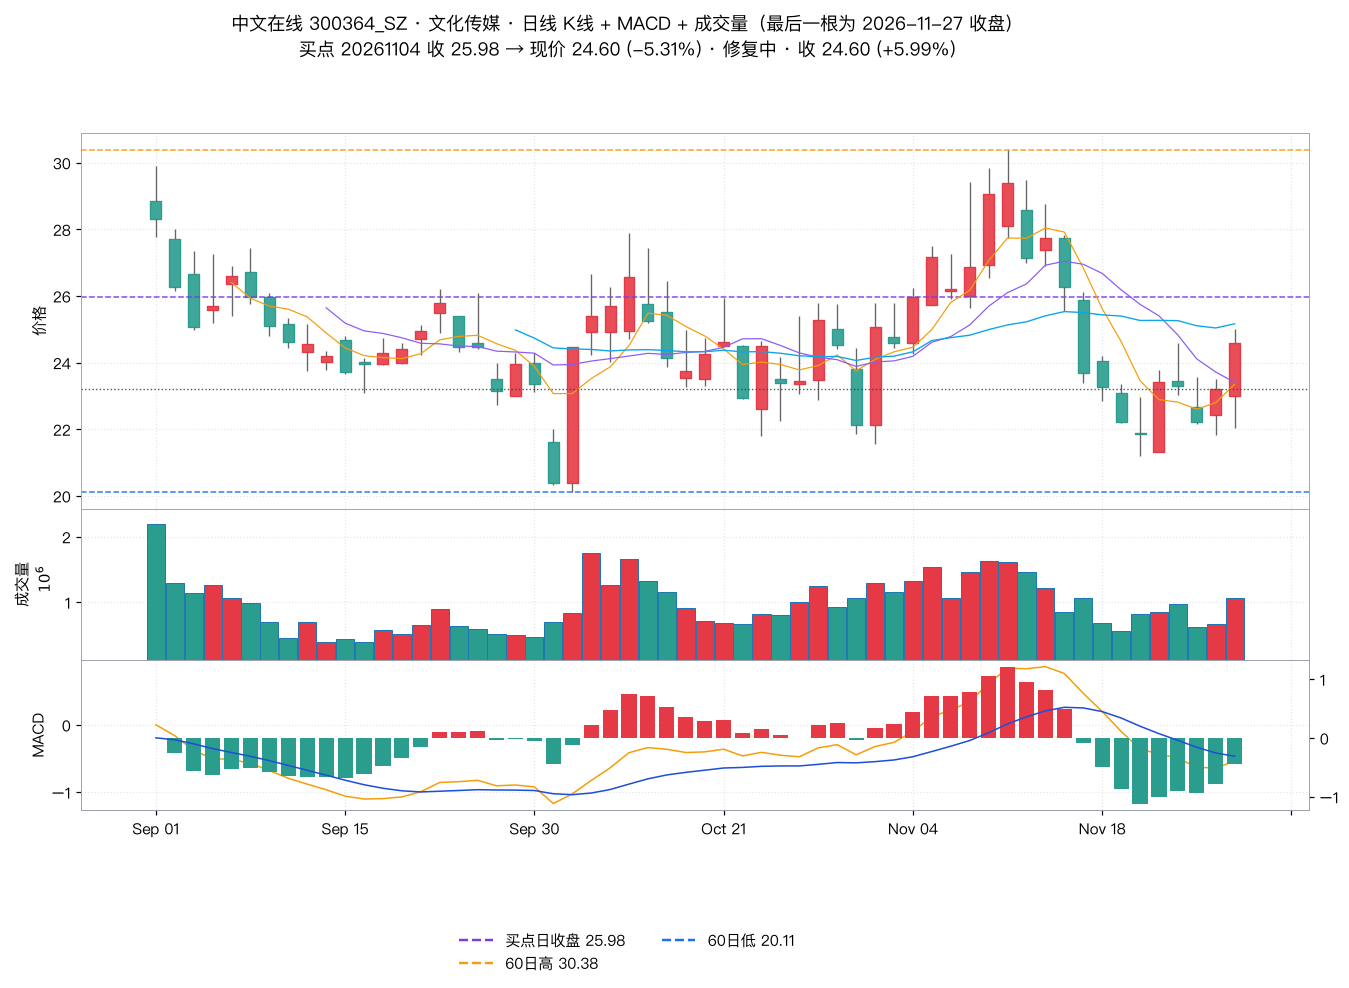 中文在线 300364_SZ · 文化传媒 · 日线 K线 + MACD + 成交量（最后一根为 2026−11−27 收盘）
买点 20261104 收 25.98 → 现价 24.60 (−5.31%) · 修复中 · 收 24.60 (+5.99%)
价格
30
28
26
24
22
20
成交量
10⁶
2
1
MACD
0
−1
1
0
−1
Sep 01
Sep 15
Sep 30
Oct 21
Nov 04
Nov 18
买点日收盘 25.98
60日低 20.11
60日高 30.38